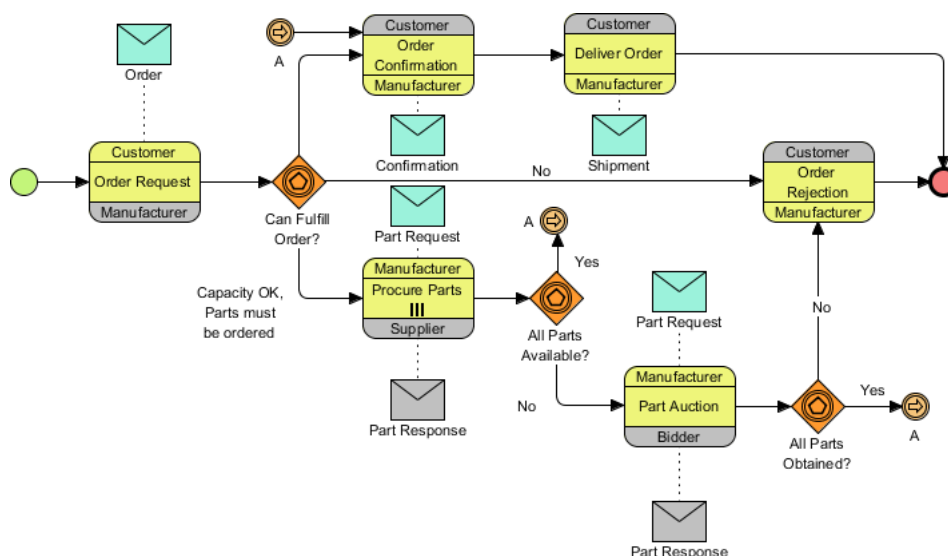 Order
Customer
Order Request
Manufacturer
A
Customer
Order
Confirmation
Manufacturer
Confirmation
Customer
Deliver Order
Manufacturer
Shipment
Can Fulfill
Order?
No
Customer
Order
Rejection
Manufacturer
Capacity OK,
Parts must
be ordered
Part Request
Manufacturer
Procure Parts
Supplier
Part Response
A
Yes
All Parts
Available?
No
Part Request
Manufacturer
Part Auction
Bidder
Part Response
No
All Parts
Obtained?
Yes
A